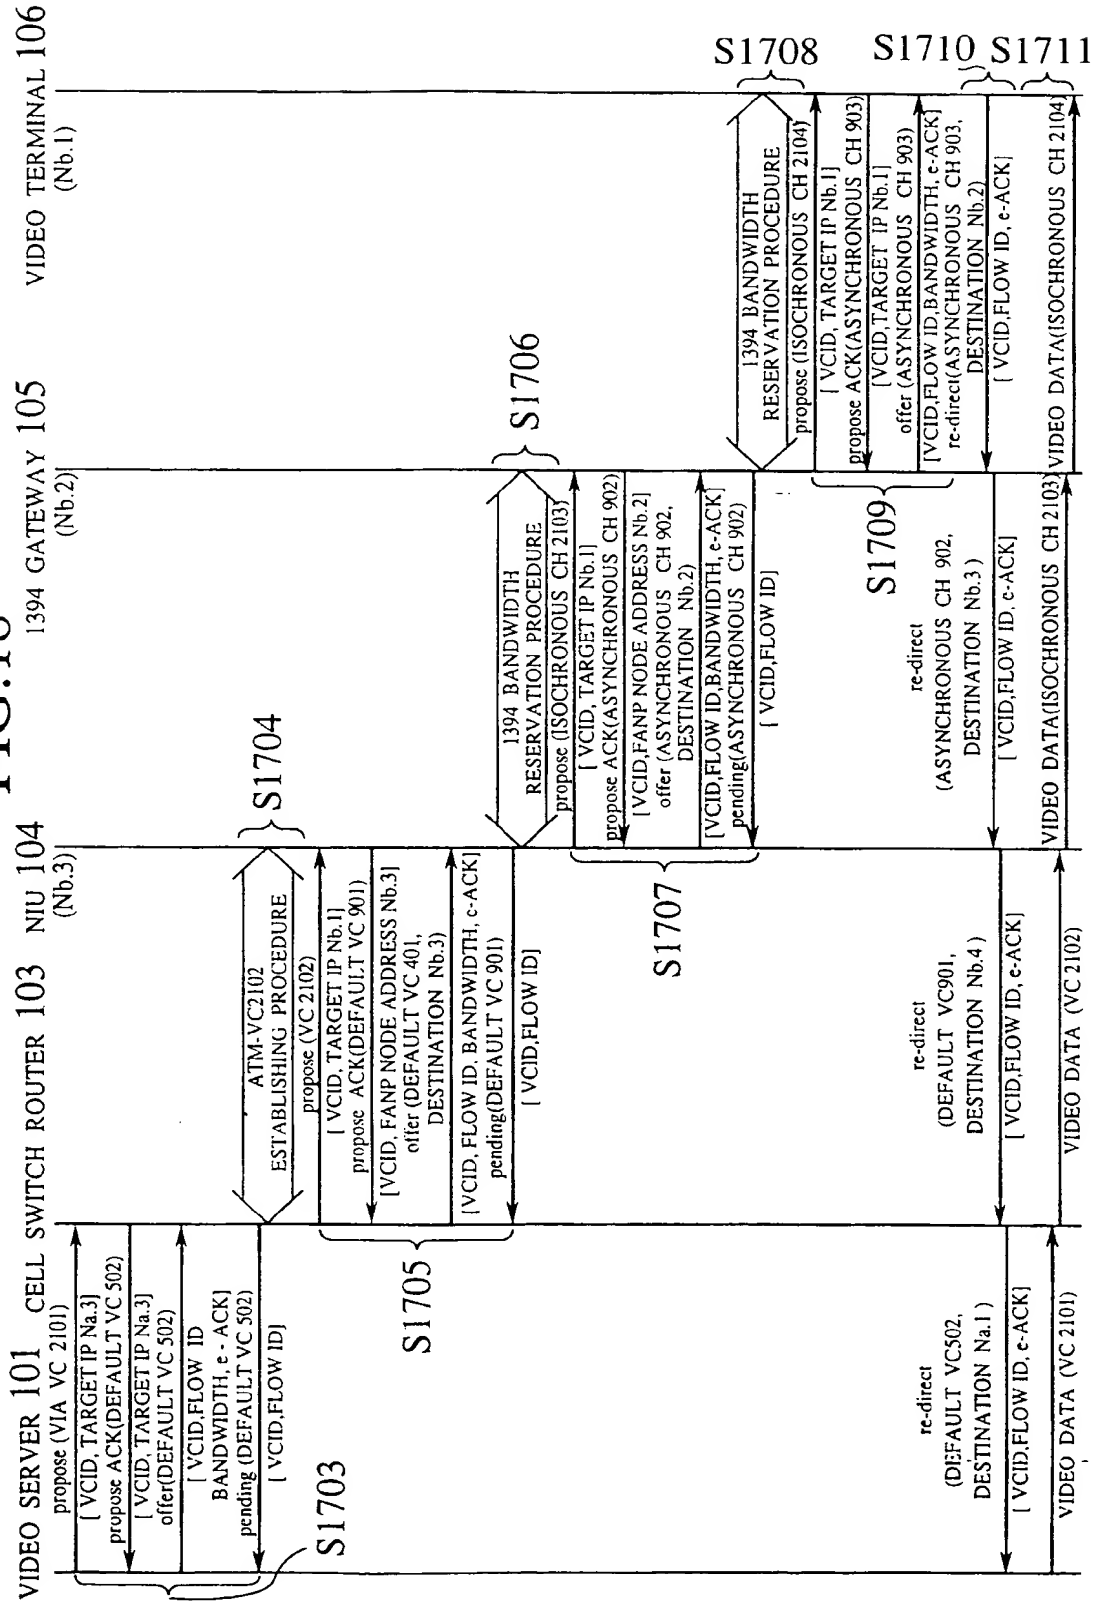 VIDEO SERVER 101
CELL SWITCH ROUTER 103
NIU 104
(Nb.3)
1394 GATEWAY 105
(Nb.2)
VIDEO TERMINAL 106
(Nb.1)
propose (VIA VC 2101)
[ VCID, TARGET IP Na.3]
propose ACK(DEFAULT VC 502)
[ VCID, TARGET IP Na.3]
offer(DEFAULT VC 502)
[ VCID,FLOW ID
BANDWIDTH, e - ACK]
pending (DEFAULT VC 502)
[ VCID,FLOW ID]
S1703
ATM-VC2102
ESTABLISHING PROCEDURE
S1704
propose (VC 2102)
[ VCID, TARGET IP Nb.1]
propose ACK(DEFAULT VC 901)
[VCID, FANP NODE ADDRESS Nb.3]
offer (DEFAULT VC 401,
DESTINATION Nb.3)
[ VCID, FLOW ID, BANDWIDTH, e-ACK]
pending(DEFAULT VC 901)
[ VCID,FLOW ID]
S1705
1394 BANDWIDTH
RESERVATION PROCEDURE
S1706
propose (ISOCHRONOUS CH 2103)
[ VCID, TARGET IP Nb.1]
propose ACK(ASYNCHRONOUS CH 902)
[VCID,FANP NODE ADDRESS Nb.2]
offer (ASYNCHRONOUS CH 902,
DESTINATION Nb.2)
[VCID,FLOW ID,BANDWIDTH, e-ACK]
pending(ASYNCHRONOUS CH 902)
[ VCID,FLOW ID]
S1707
1394 BANDWIDTH
RESERVATION PROCEDURE
S1708
propose (ISOCHRONOUS CH 2104)
[ VCID, TARGET IP Nb.1]
propose ACK(ASYNCHRONOUS CH 903)
[VCID,TARGET IP Nb.1]
offer (ASYNCHRONOUS CH 903)
[VCID,FLOW ID,BANDWIDTH, e-ACK]
S1709
re-direct(ASYNCHRONOUS CH 903,
DESTINATION Nb.2)
[ VCID,FLOW ID, e-ACK]
S1710
re-direct
(ASYNCHRONOUS CH 902,
DESTINATION Nb.3 )
[ VCID,FLOW ID, e-ACK]
re-direct
(DEFAULT VC901,
DESTINATION Nb.4 )
[ VCID,FLOW ID, e-ACK]
re-direct
(DEFAULT VC502,
DESTINATION Na.1 )
[ VCID,FLOW ID, e-ACK]
VIDEO DATA (VC 2101)
VIDEO DATA (VC 2102)
VIDEO DATA(ISOCHRONOUS CH 2103)
VIDEO DATA(ISOCHRONOUS CH 2104)
S1711